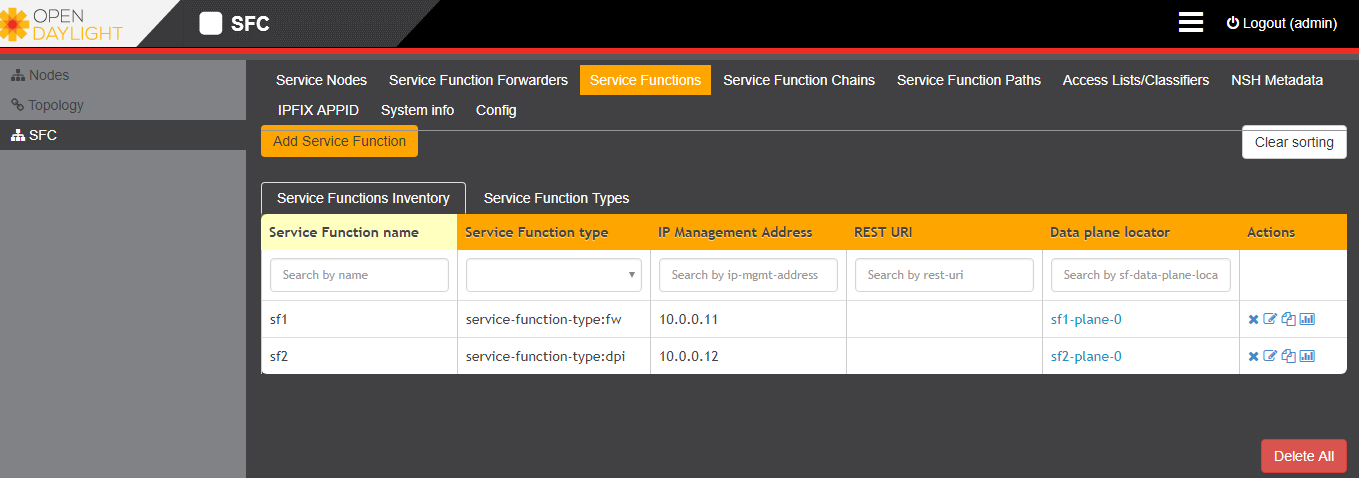 OPEN
DAYLIGHT
SFC
Logout (admin)
Nodes
Topology
SFC
Service Nodes Service Function Forwarders Service Functions Service Function Chains Service Function Paths Access Lists/Classifiers NSH Metadata
IPFIX APPID System info Config
Add Service Function Clear sorting
Service Functions Inventory Service Function Types
Service Function name Service Function type IP Management Address REST URI Data plane locator Actions
Search by name Search by ip-mgmt-address Search by rest-uri Search by sf-data-plane-loca
sf1 service-function-type:fw 10.0.0.11 sf1-plane-0
sf2 service-function-type:dpi 10.0.0.12 sf2-plane-0
Delete All